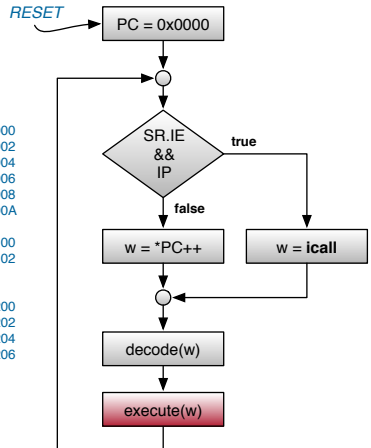 RESET
PC = 0x0000
SR.IE
&&
IP
true
false
w = *PC++
w = icall
decode(w)
execute(w)
00
02
04
06
08
0A
00
02
00
02
04
06